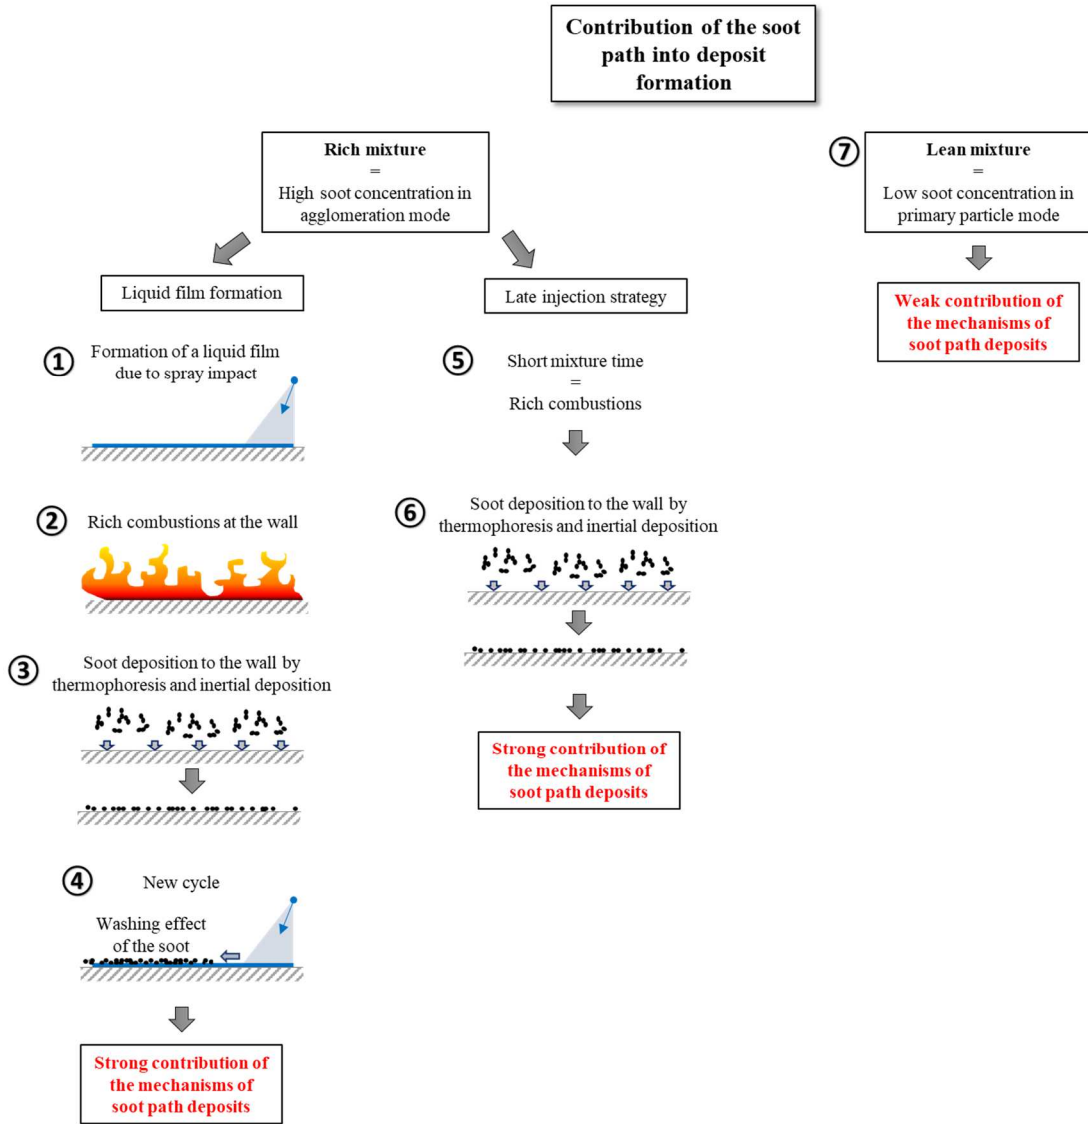 Contribution of the soot
path into deposit
formation
Rich mixture
=
High soot concentration in
agglomeration mode
⑦
Lean mixture
=
Low soot concentration in
primary particle mode
Liquid film formation
Late injection strategy
Weak contribution of
the mechanisms of
soot path deposits
①
Formation of a liquid film
due to spray impact
⑤
Short mixture time
=
Rich combustions
②
Rich combustions at the wall
⑥
Soot deposition to the wall by
thermophoresis and inertial deposition
③
Soot deposition to the wall by
thermophoresis and inertial deposition
Strong contribution of
the mechanisms of
soot path deposits
④
New cycle
Washing effect
of the soot
Strong contribution of
the mechanisms of
soot path deposits